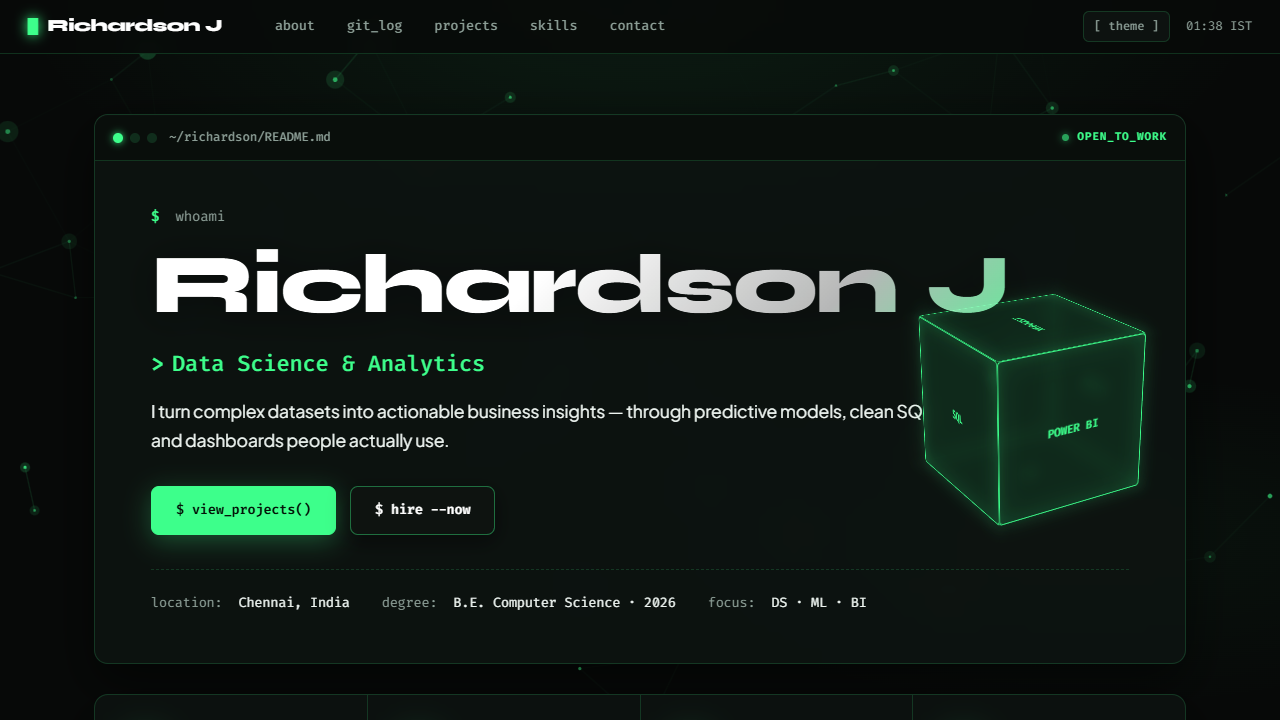 Richardson J
about git_log projects skills contact
[ theme ] 01:38 IST
~/richardson/README.md
OPEN_TO_WORK
$ whoami
Richardson J
> Data Science & Analytics
I turn complex datasets into actionable business insights — through predictive models, clean SQ
and dashboards people actually use.
SQL
POWER BI
$ view_projects()
$ hire --now
location: Chennai, India degree: B.E. Computer Science · 2026 focus: DS · ML · BI